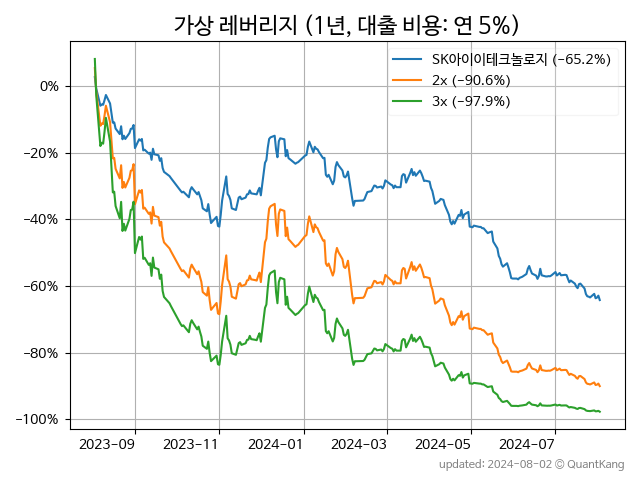 가상 레버리지 (1년, 대출 비용: 연 5%)
SK아이이테크놀로지 (−65.2%)
2x (−90.6%)
3x (−97.9%)
0%
−20%
−40%
−60%
−80%
−100%
2023-09 2023-11 2024-01 2024-03 2024-05 2024-07
updated: 2024-08-02 © QuantKang